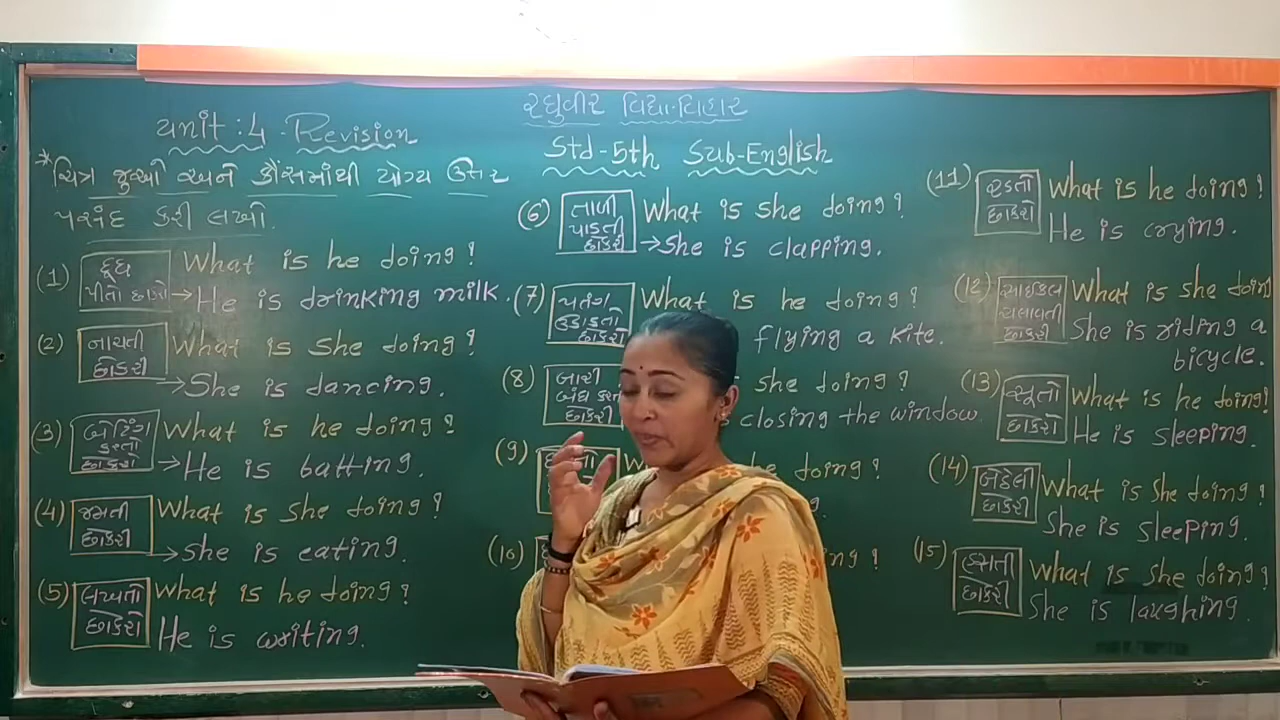 રઘુવીર વિદ્યા-વિહાર
Unit : 4 . Revision
Std - 5th Sub-English
* ચિત્ર જુઓ અને કૌંસમાંથી યોગ્ય ઉત્તર
પસંદ કરી લખો.
(1) દૂધ પીતો છોકરો What is he doing?
→ He is drinking milk.
(2) નાચતી છોકરી What is she doing?
→ She is dancing.
(3) બેટિંગ કરતો છોકરો What is he doing?
→ He is batting.
(4) જમતી છોકરી What is she doing?
→ she is eating.
(5) લખતો છોકરો What is he doing?
He is writing.
(6) તાળી પાડતી છોકરી What is she doing?
→ She is clapping.
(7) પતંગ ઉડાડતો છોકરો What is he doing?
flying a kite.
(8) બારી બંધ કરતી છોકરી she doing?
closing the window.
(9) he doing?
(10)
(11) રડતો છોકરો What is he doing?
He is crying.
(12) સાઇકલ ચલાવતી છોકરી What is she doing
She is riding a
bicycle.
(13) સૂતો છોકરો What is he doing?
He is sleeping.
(14) છોકરી What is she doing?
She is sleeping.
(15) હસતી છોકરી What is she doing?
She is laughing.